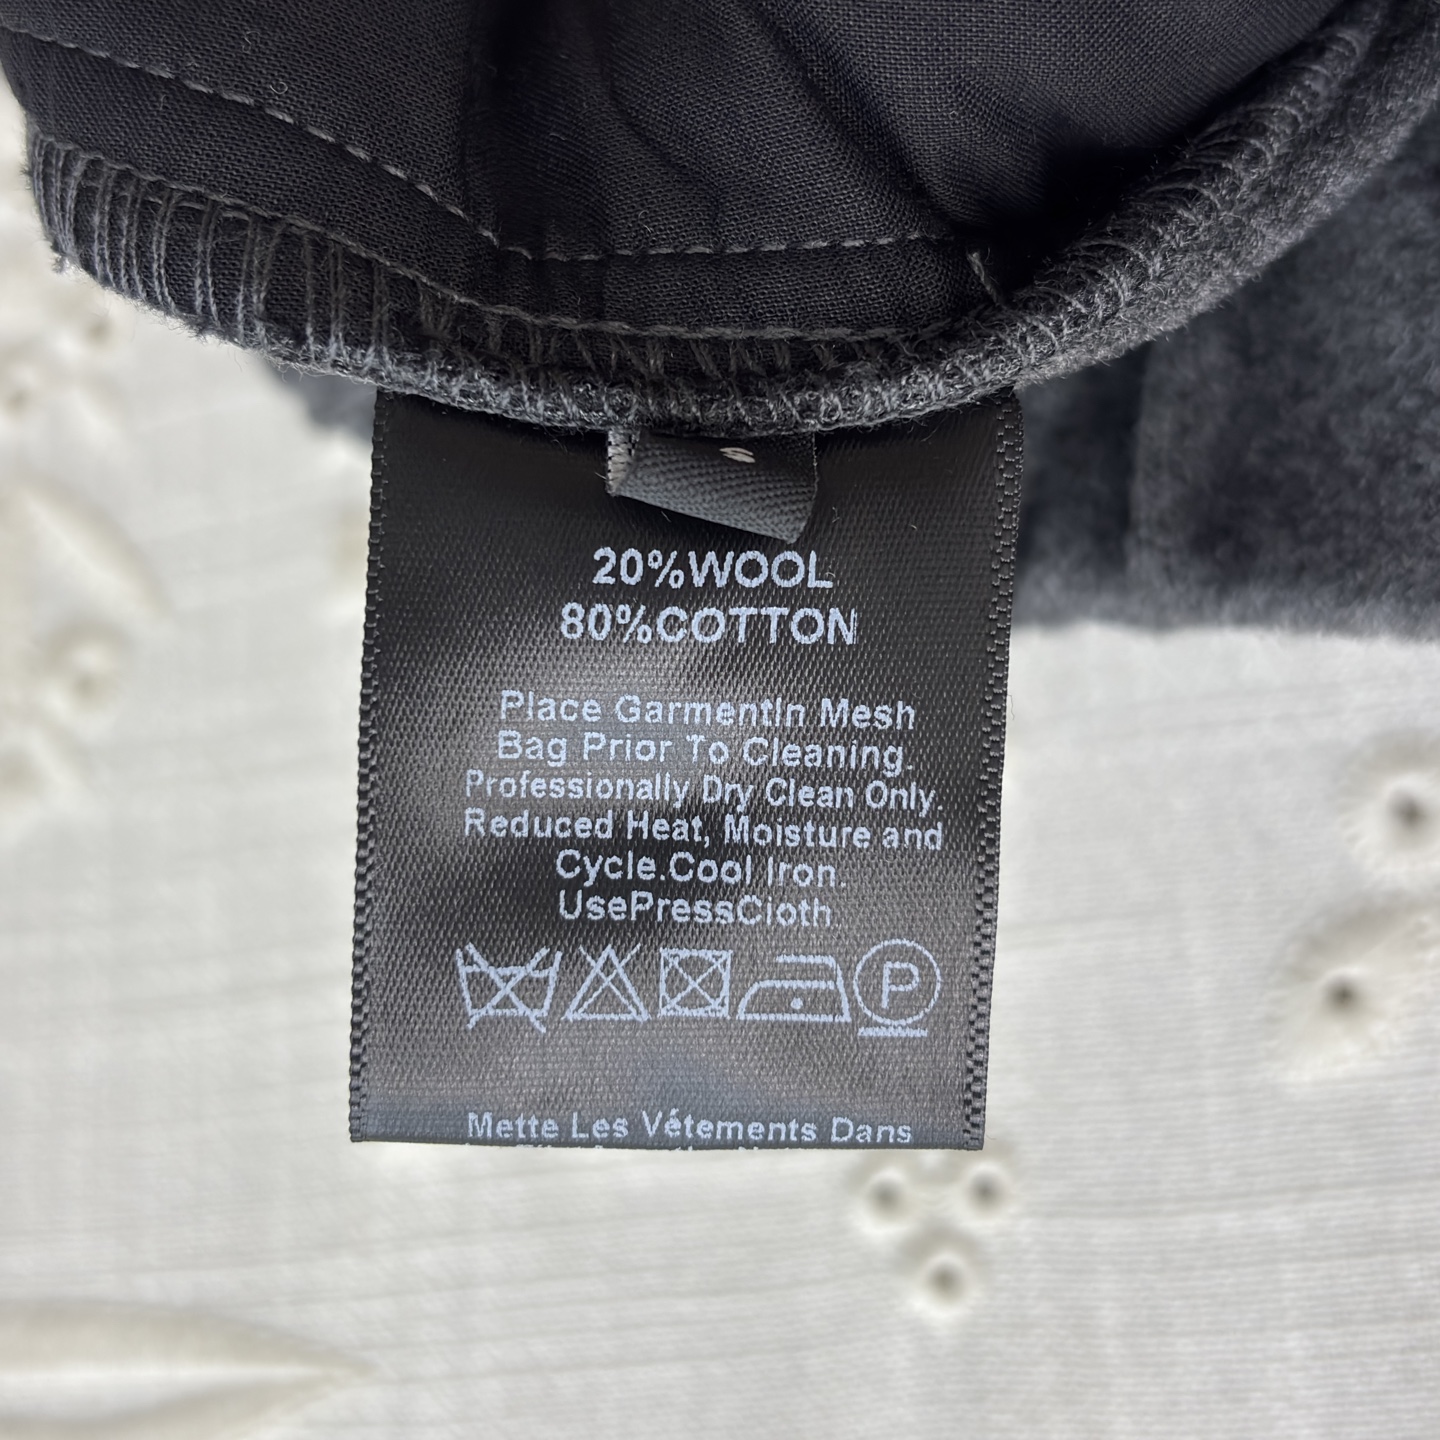 20%WOOL
80%COTTON
Place GarmentIn Mesh
Bag Prior To Cleaning.
Professionally Dry Clean Only.
Reduced Heat, Moisture and
Cycle.Cool Iron.
UsePressCloth.
P
Mette Les Vêtements Dans